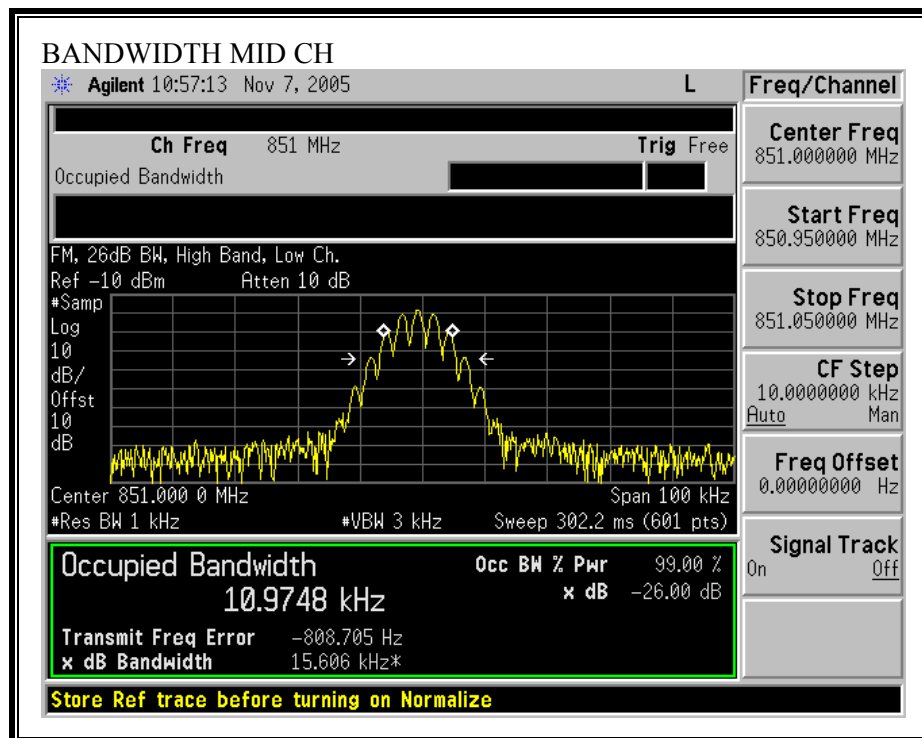 BANDWIDTH MID CH
Agilent 10:57:13 Nov 7, 2005 L
Freq/Channel
Ch Freq 851 MHz Trig Free
Occupied Bandwidth
Center Freq
851.000000 MHz
Start Freq
850.950000 MHz
Stop Freq
851.050000 MHz
CF Step
10.0000000 kHz
Auto Man
Freq Offset
0.00000000 Hz
Signal Track
On Off
FM, 26dB BW, High Band, Low Ch.
Ref -10 dBm Atten 10 dB
#Samp
Log
10
dB/
Offst
10
dB
Center 851.000 0 MHz Span 100 kHz
#Res BW 1 kHz #VBW 3 kHz Sweep 302.2 ms (601 pts)
Occupied Bandwidth Occ BW % Pwr 99.00 %
10.9748 kHz x dB -26.00 dB
Transmit Freq Error -808.705 Hz
x dB Bandwidth 15.606 kHz*
Store Ref trace before turning on Normalize